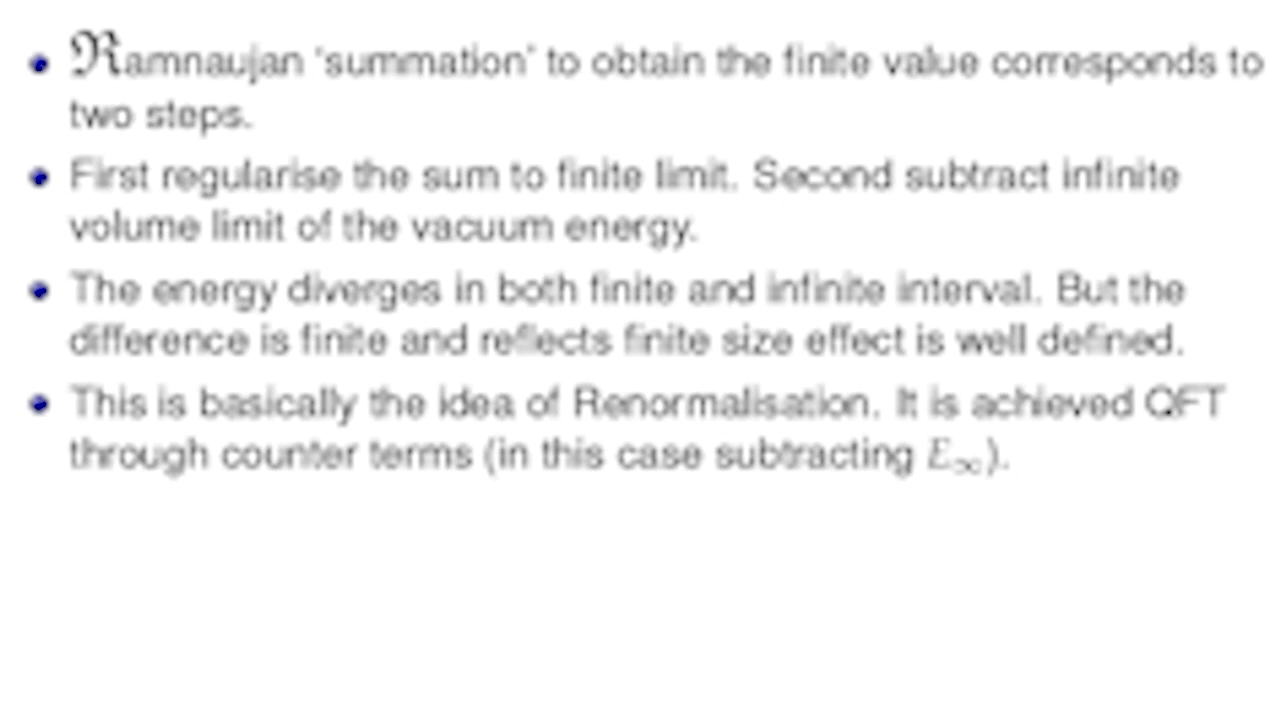 • ℜamnaujan ‘summation’ to obtain the finite value corresponds to
two steps.
• First regularise the sum to finite limit. Second subtract infinite
volume limit of the vacuum energy.
• The energy diverges in both finite and infinite interval. But the
difference is finite and reflects finite size effect is well defined.
• This is basically the idea of Renormalisation. It is achieved QFT
through counter terms (in this case subtracting E∞).